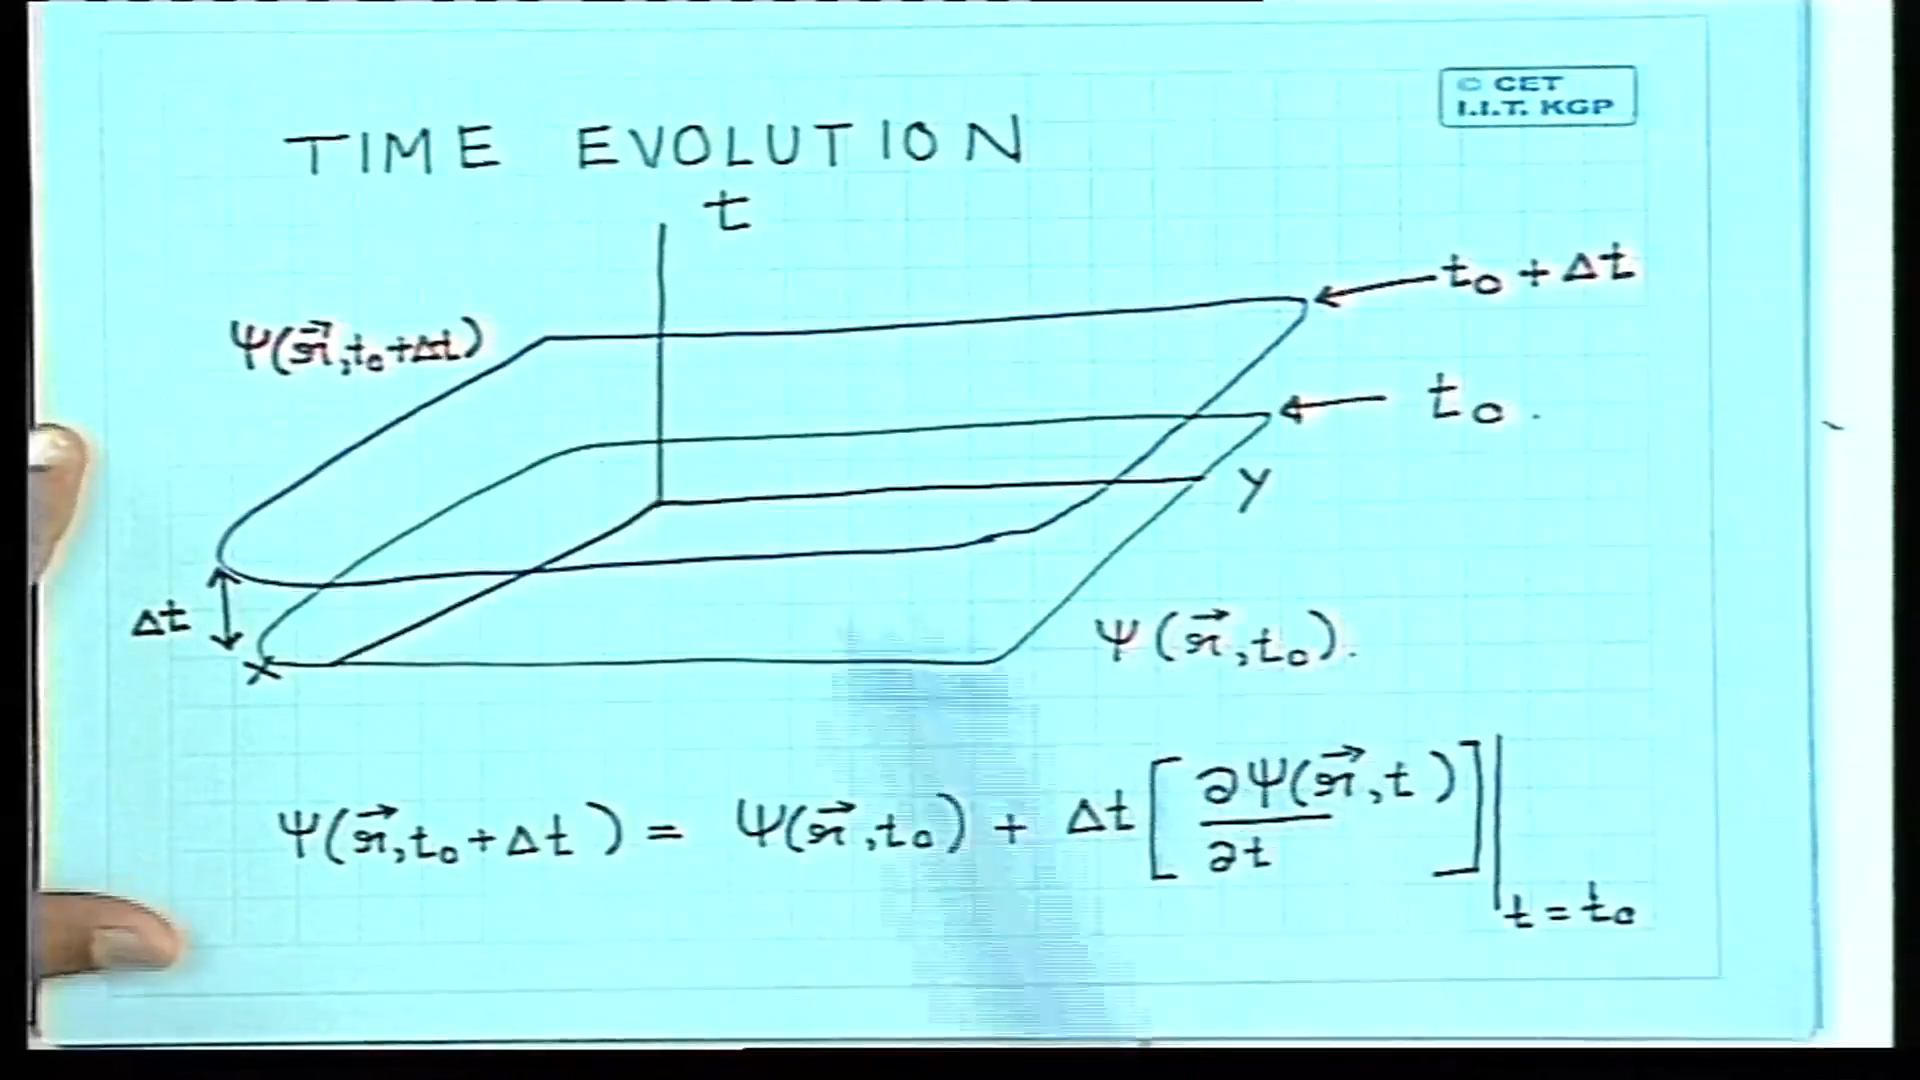 © CET
I.I.T. KGP
TIME EVOLUTION
t
t₀ + Δt
Ψ(r⃗, t₀+Δt)
t₀
Y
Δt
Ψ(r⃗, t₀).
X
Ψ(r⃗, t₀+Δt) = Ψ(r⃗, t₀) + Δt [∂Ψ(r⃗, t) / ∂t] |t = t₀